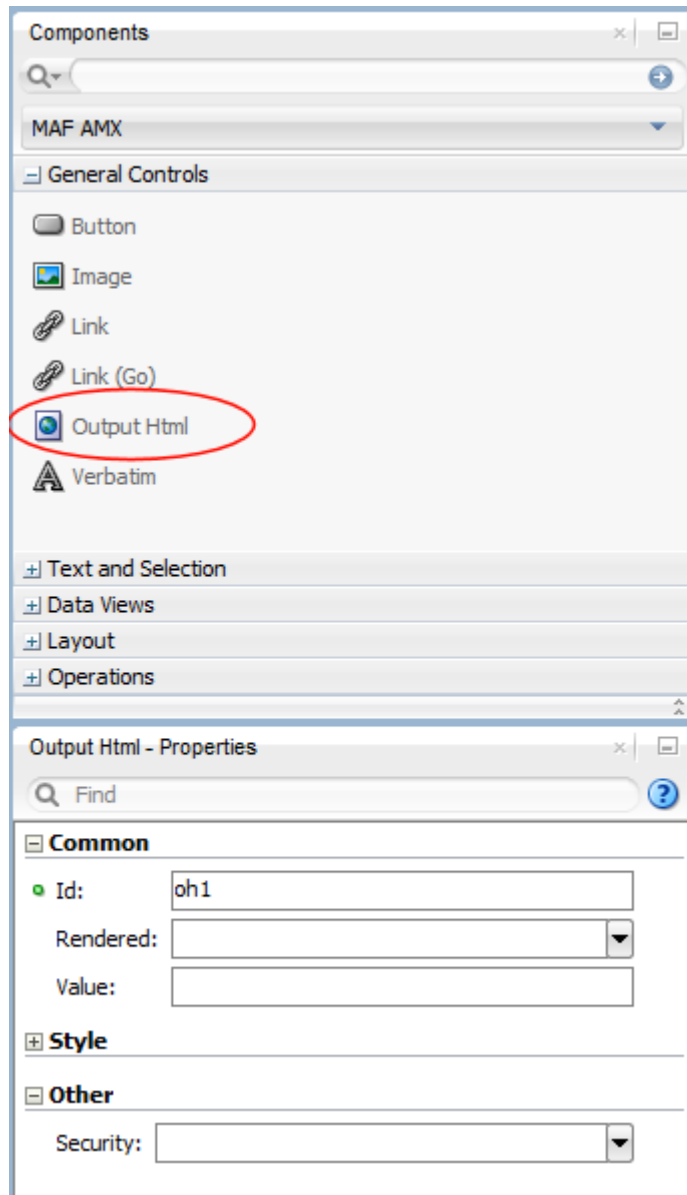 Components
MAF AMX
General Controls
Button
Image
Link
Link (Go)
Output Html
Verbatim
Text and Selection
Data Views
Layout
Operations
Output Html - Properties
Find
Common
Id: oh1
Rendered:
Value:
Style
Other
Security: